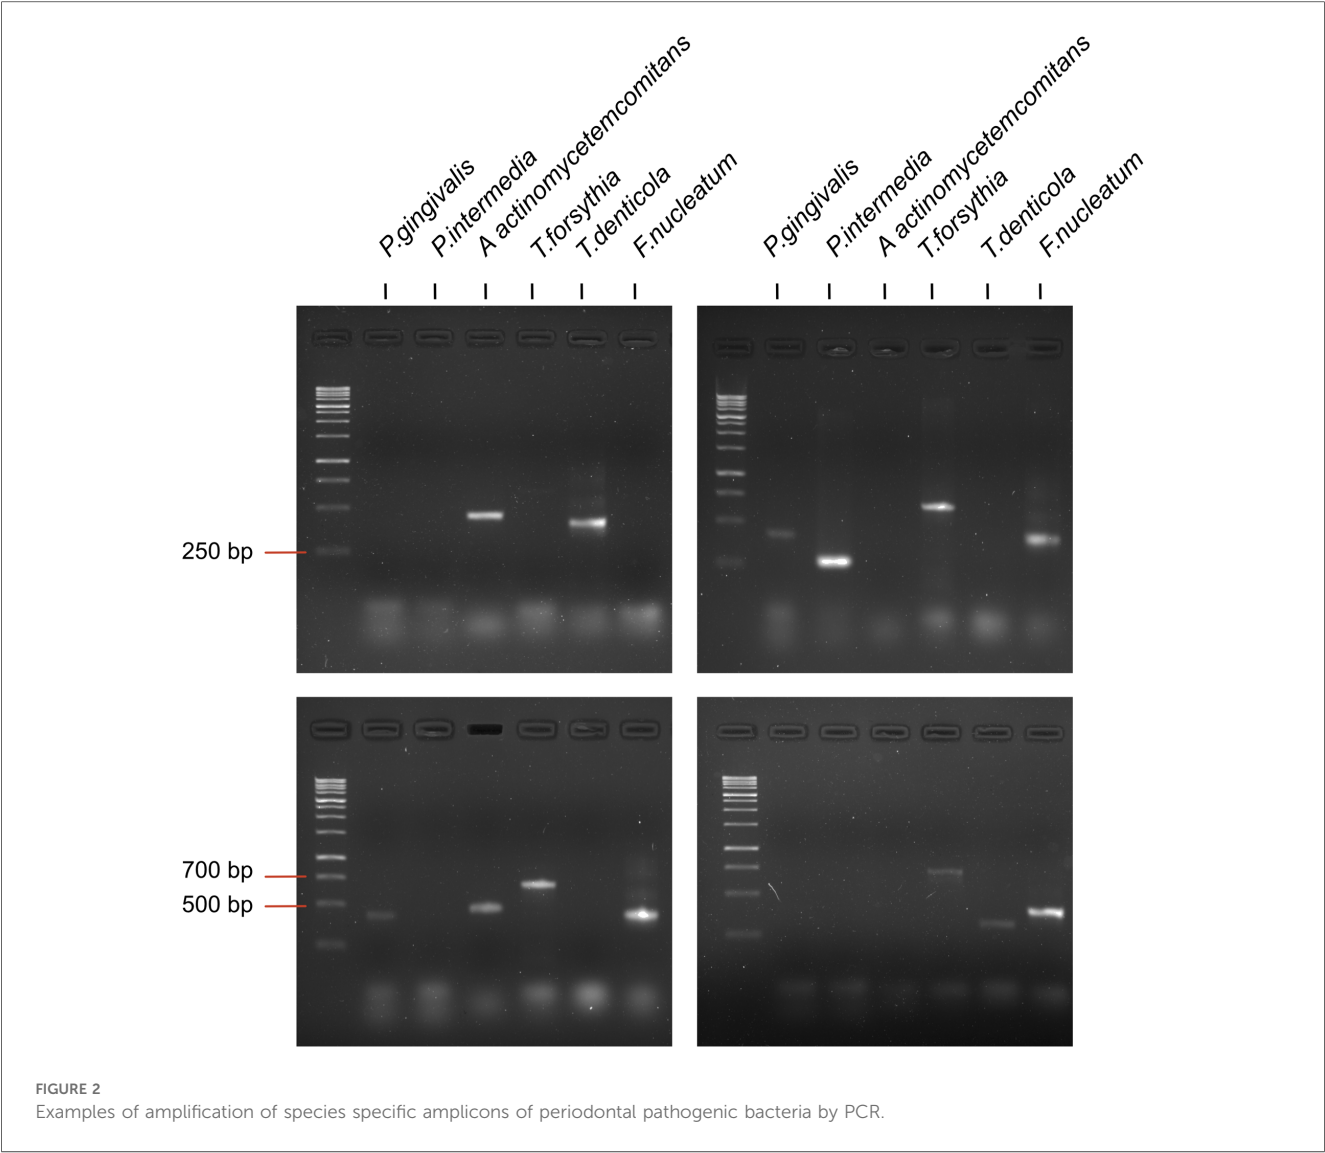 P.gingivalis
P.intermedia
A actinomycetemcomitans
T.forsythia
T.denticola
F.nucleatum
P.gingivalis
P.intermedia
A actinomycetemcomitans
T.forsythia
T.denticola
F.nucleatum
250 bp
700 bp
500 bp
FIGURE 2
Examples of amplification of species specific amplicons of periodontal pathogenic bacteria by PCR.